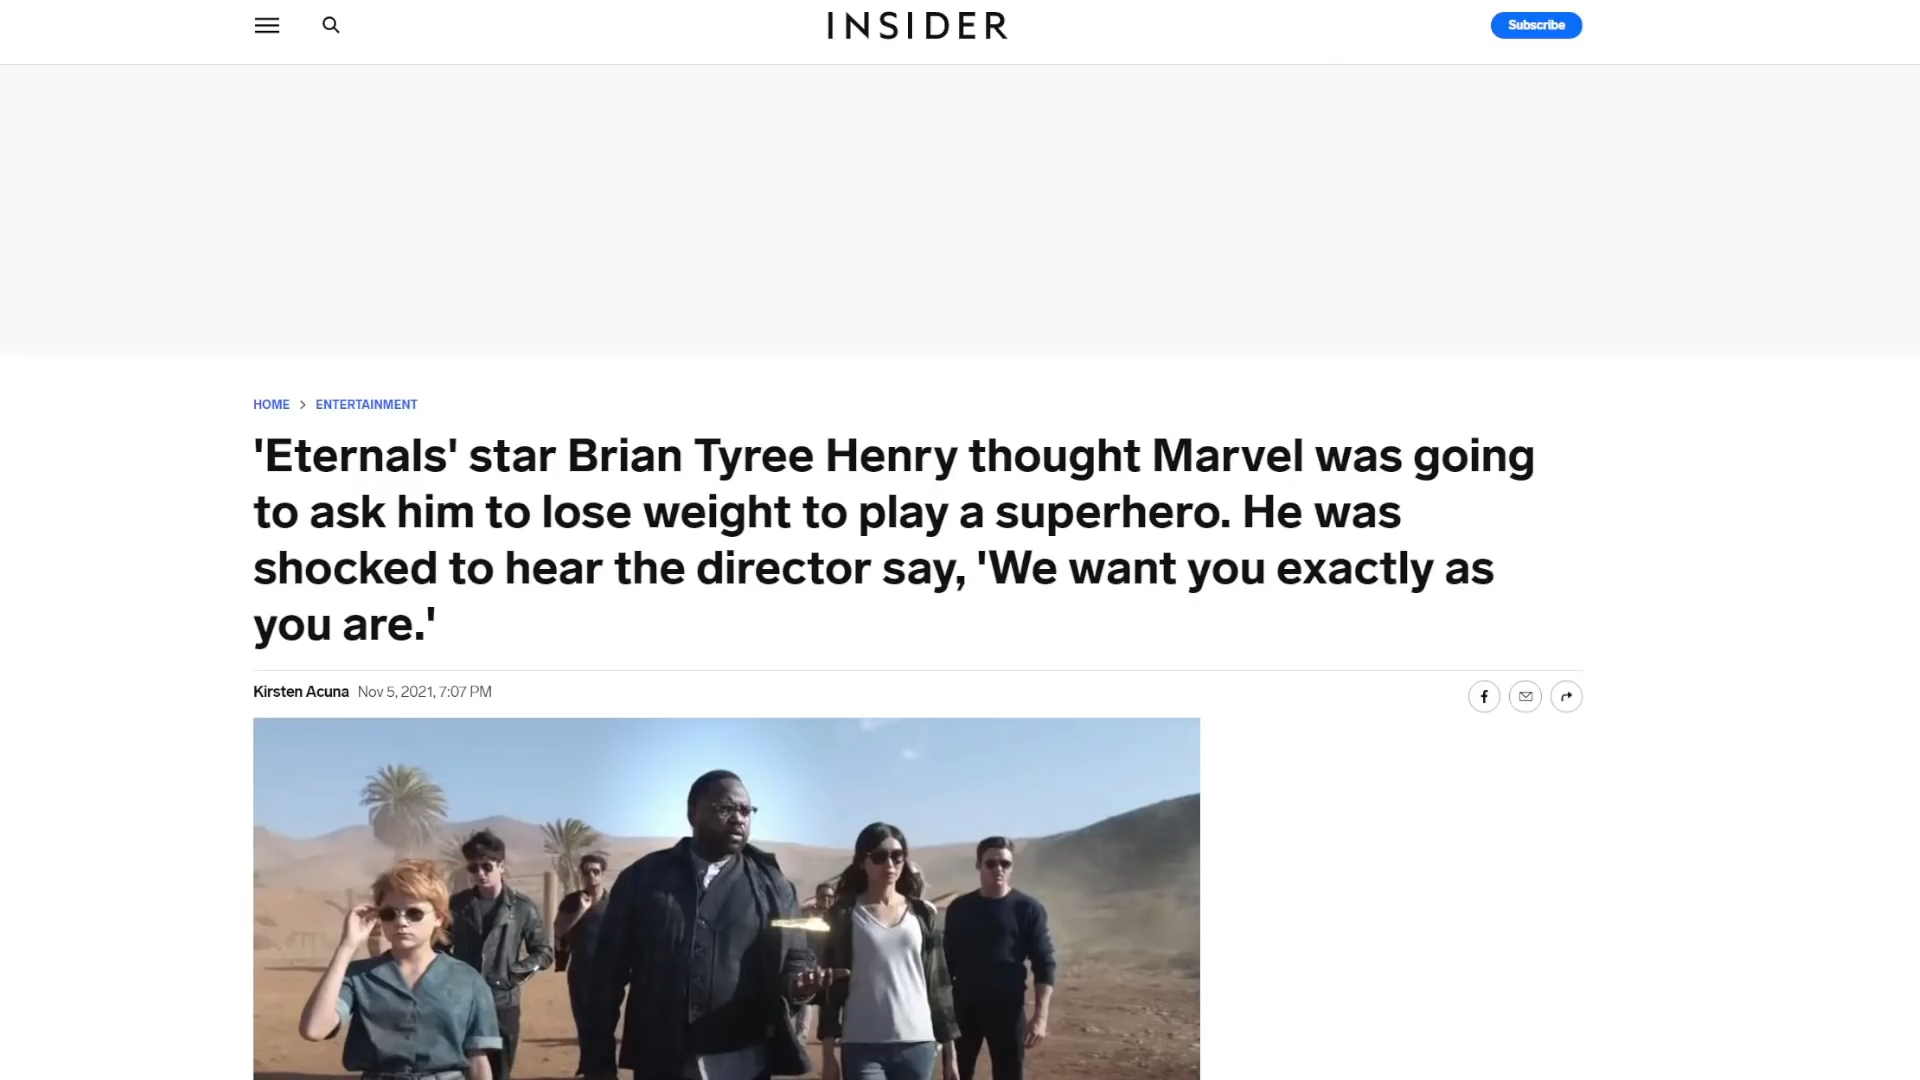 INSIDER
Subscribe
HOME > ENTERTAINMENT
'Eternals' star Brian Tyree Henry thought Marvel was going
to ask him to lose weight to play a superhero. He was
shocked to hear the director say, 'We want you exactly as
you are.'
Kirsten Acuna Nov 5, 2021, 7:07 PM